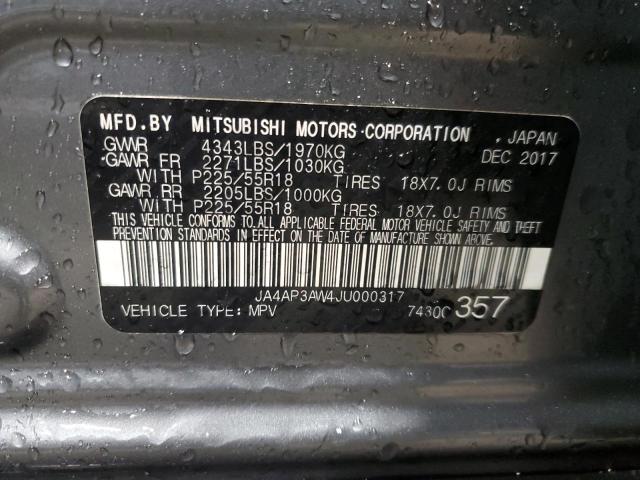 MFD.BY MITSUBISHI MOTORS CORPORATION . JAPAN
GVWR 4343LBS/1970KG DEC 2017
GAWR FR 2271LBS/1030KG
WITH P225/55R18 TIRES 18X7.0J RIMS
GAWR RR 2205LBS/1000KG
WITH P225/55R18 TIRES 18X7.0J RIMS
THIS VEHICLE CONFORMS TO ALL APPLICABLE FEDERAL MOTOR VEHICLE SAFETY AND THEFT
PREVENTION STANDARDS IN EFFECT ON THE DATE OF MANUFACTURE SHOWN ABOVE.
JA4AP3AW4JU000317
VEHICLE TYPE: MPV 7430C 357